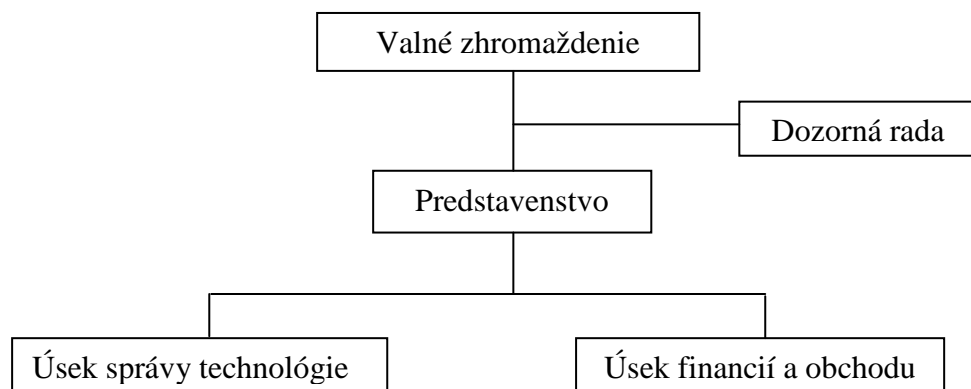 Valné zhromaždenie
Dozorná rada
Predstavenstvo
Úsek správy technológie
Úsek financií a obchodu